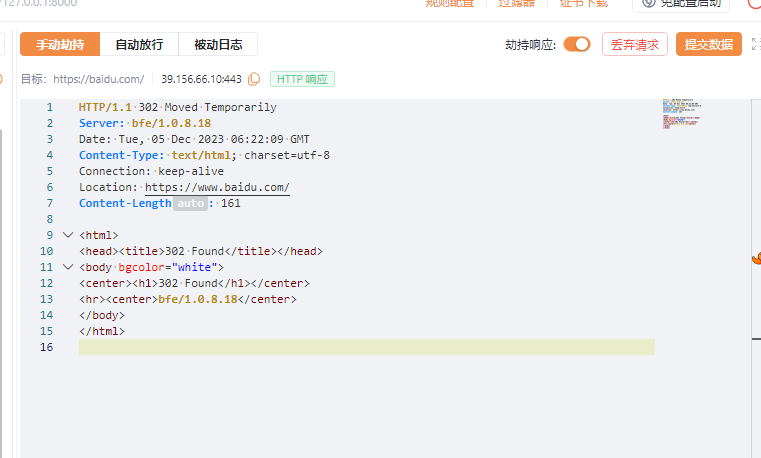 127.0.0.1:8000
规则配置 过滤器 证书下载 免配置启动
手动劫持 自动放行 被动日志 劫持响应: 丢弃请求 提交数据
目标: https://baidu.com/ 39.156.66.10:443 HTTP 响应
1 HTTP/1.1 302 Moved Temporarily
2 Server: bfe/1.0.8.18
3 Date: Tue, 05 Dec 2023 06:22:09 GMT
4 Content-Type: text/html; charset=utf-8
5 Connection: keep-alive
6 Location: https://www.baidu.com/
7 Content-Length auto : 161
8
9 <html>
10 <head><title>302 Found</title></head>
11 <body bgcolor="white">
12 <center><h1>302 Found</h1></center>
13 <hr><center>bfe/1.0.8.18</center>
14 </body>
15 </html>
16